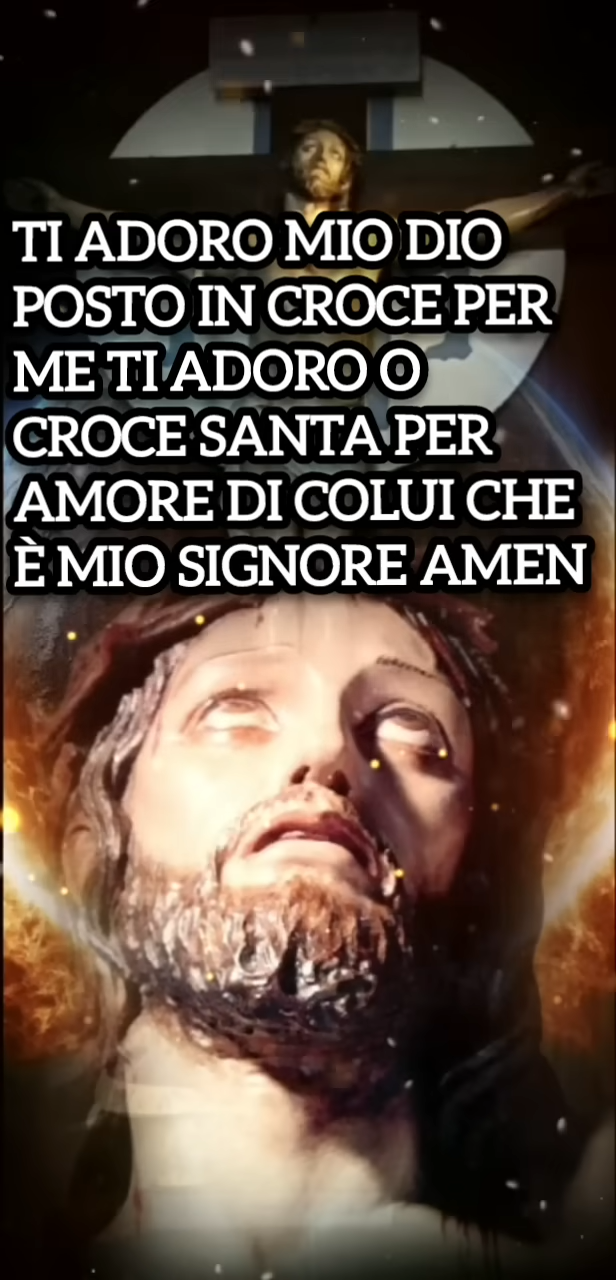 TI ADORO MIO DIO
POSTO IN CROCE PER
ME TI ADORO O
CROCE SANTA PER
AMORE DI COLUI CHE
È MIO SIGNORE AMEN